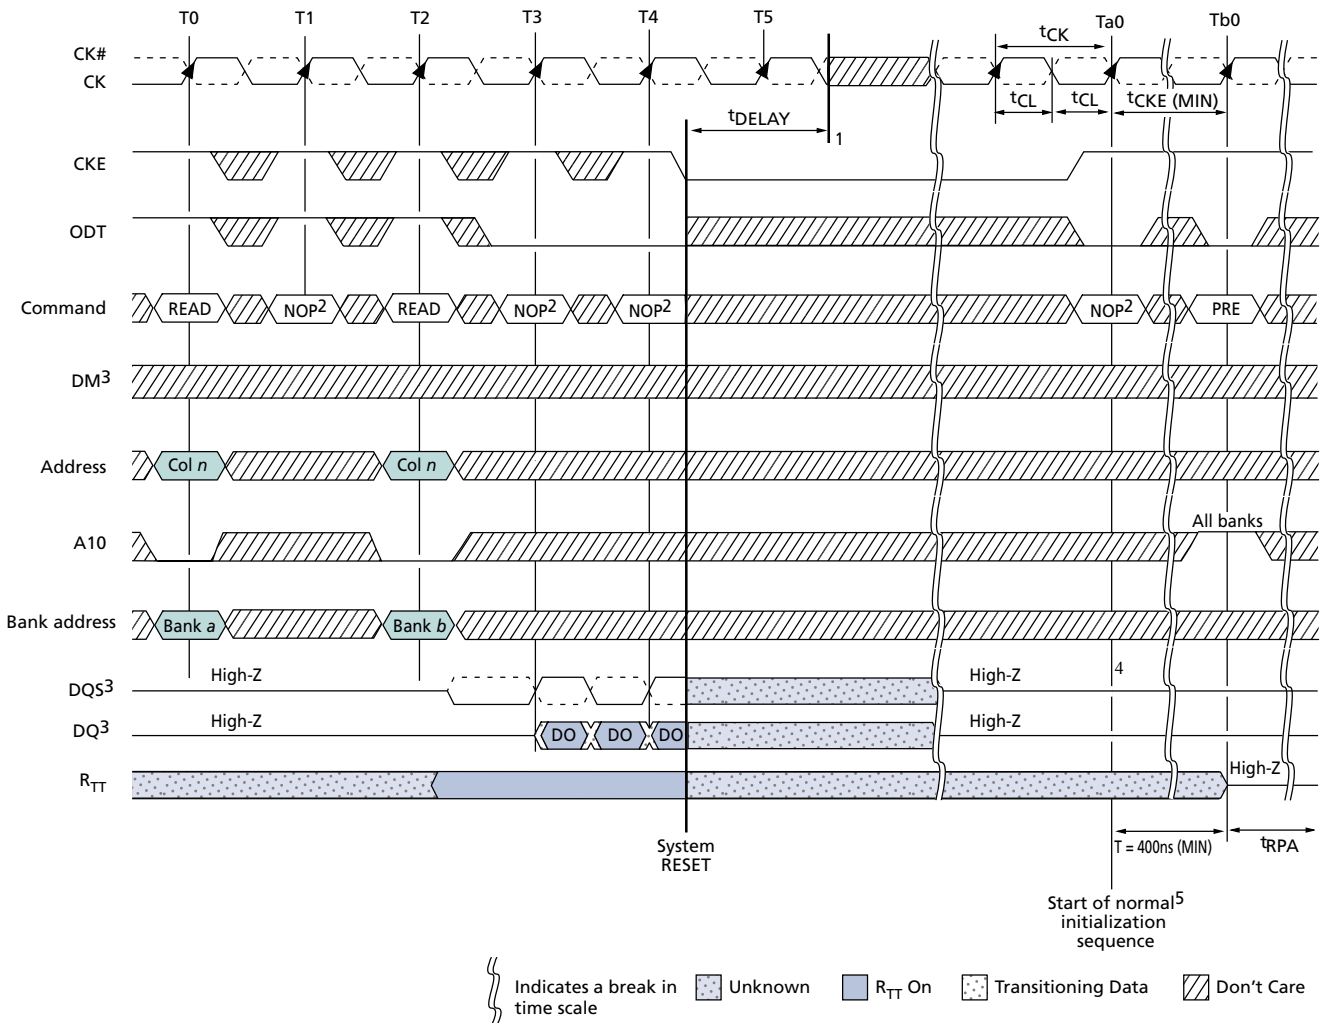 T0 T1 T2 T3 T4 T5 Ta0 Tb0
CK#
CK
tCK
tCL tCL tCKE (MIN)
tDELAY
1
CKE
ODT
Command READ NOP2 READ NOP2 NOP2 NOP2 PRE
DM3
Address Col n Col n
All banks
A10
Bank address Bank a Bank b
High-Z High-Z 4
DQS3
High-Z High-Z
DQ3 DO DO DO
High-Z
RTT
System
RESET
T = 400ns (MIN) tRPA
Start of normal5
initialization
sequence
Indicates a break in
time scale
Unknown RTT On Transitioning Data Don't Care